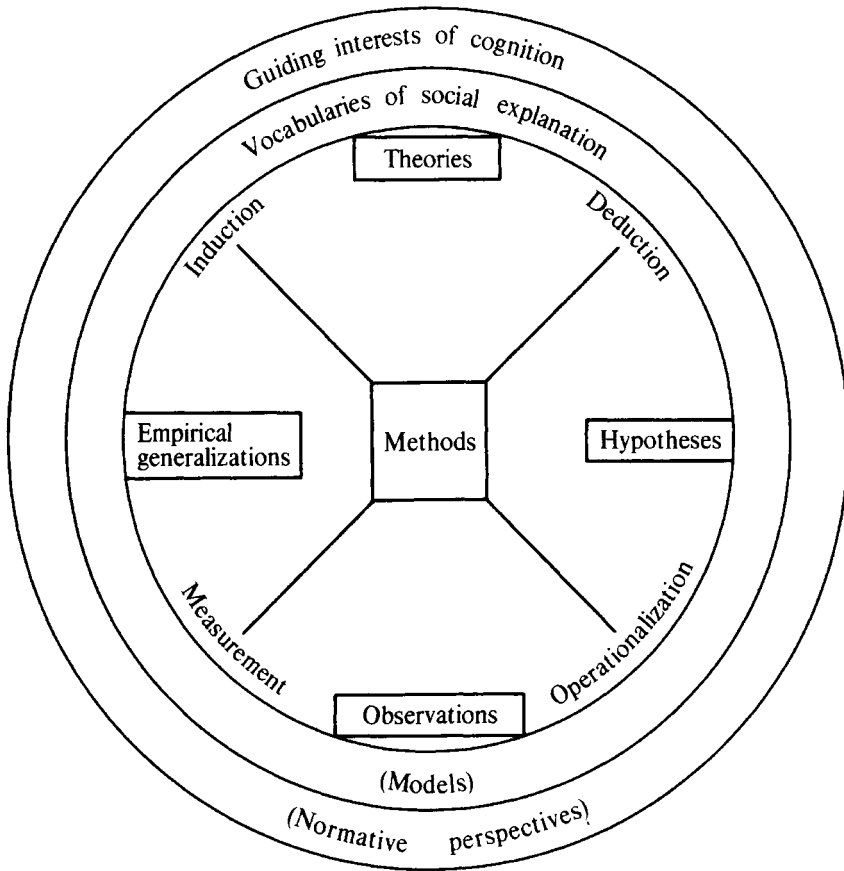 Guiding interests of cognition
Vocabularies of social explanation
Theories
Induction
Deduction
Empirical
generalizations
Methods
Hypotheses
Measurement
Operationalization
Observations
(Models)
(Normative perspectives)